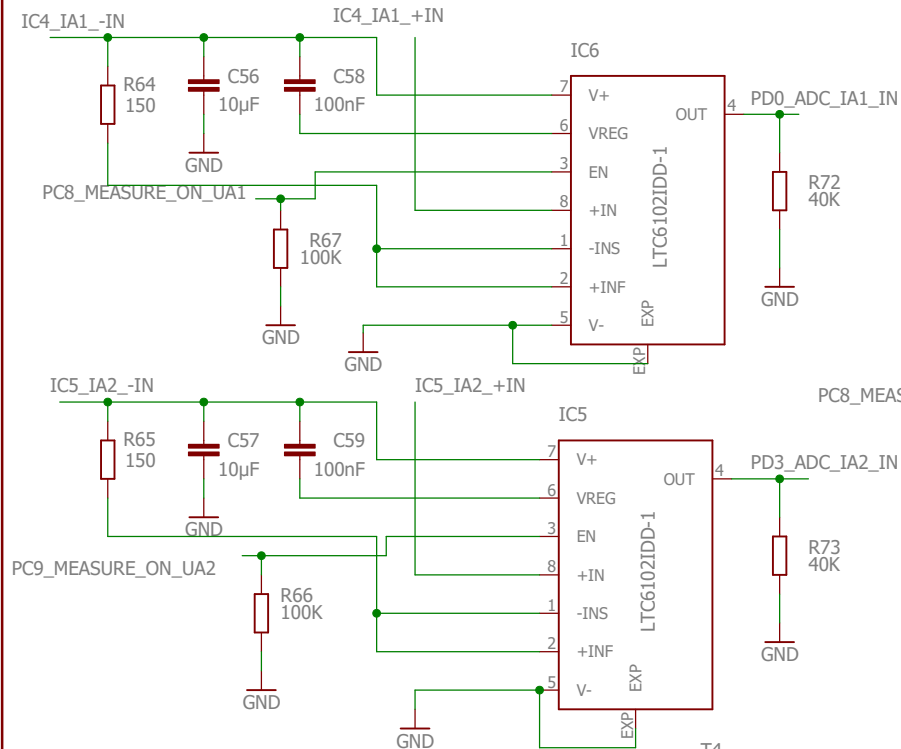 IC4_IA1_-IN
IC4_IA1_+IN
IC6
R64
150
C56
10µF
C58
100nF
7
V+
OUT
4
PD0_ADC_IA1_IN
6
VREG
GND
3
EN
PC8_MEASURE_ON_UA1
8
+IN
R72
40K
R67
100K
LTC6102IDD-1
1
-INS
2
+INF
GND
5
V-
EXP
GND
GND
EXP
IC5_IA2_-IN
IC5_IA2_+IN
PC8_MEAS
IC5
R65
150
C57
10µF
C59
100nF
7
V+
OUT
4
PD3_ADC_IA2_IN
6
VREG
GND
3
EN
PC9_MEASURE_ON_UA2
8
+IN
R73
40K
R66
100K
LTC6102IDD-1
1
-INS
2
+INF
GND
5
V-
EXP
GND
GND
EXP